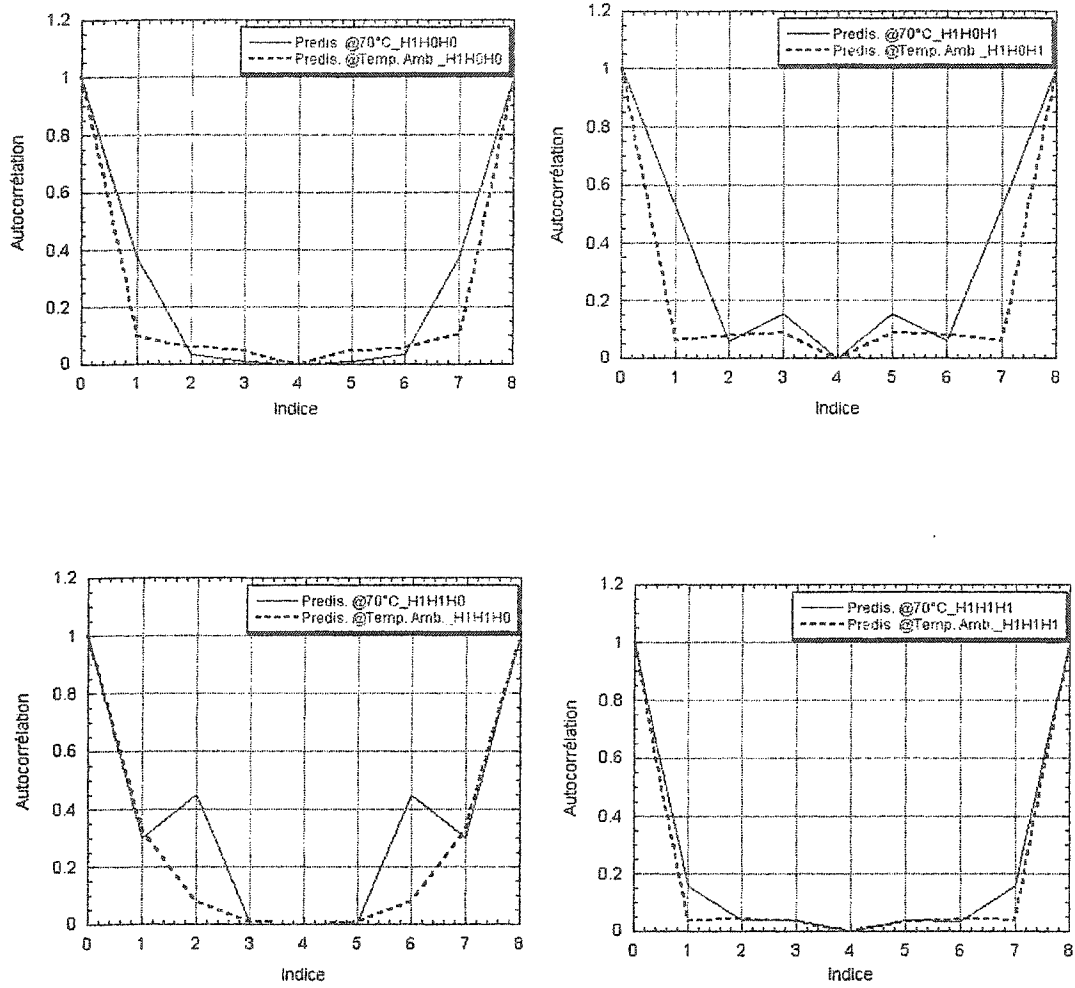 1.2
1
0.8
0.6
0.4
0.2
0
Autocorrélation
Predis. @70°C_H1H0H0
Predis. @Temp. Amb._H1H0H0
0 1 2 3 4 5 6 7 8
Indice
1.2
1
0.8
0.6
0.4
0.2
0
Autocorrélation
Predis. @70°C_H1H0H1
Predis. @Temp. Amb._H1H0H1
0 1 2 3 4 5 6 7 8
Indice
1.2
1
0.8
0.6
0.4
0.2
0
Autocorrélation
Predis. @70°C_H1H1H0
Predis. @Temp. Amb._H1H1H0
0 1 2 3 4 5 6 7 8
Indice
1.2
1
0.8
0.6
0.4
0.2
0
Autocorrélation
Predis. @70°C_H1H1H1
Predis @Temp. Amb._H1H1H1
0 1 2 3 4 5 6 7 8
Indice